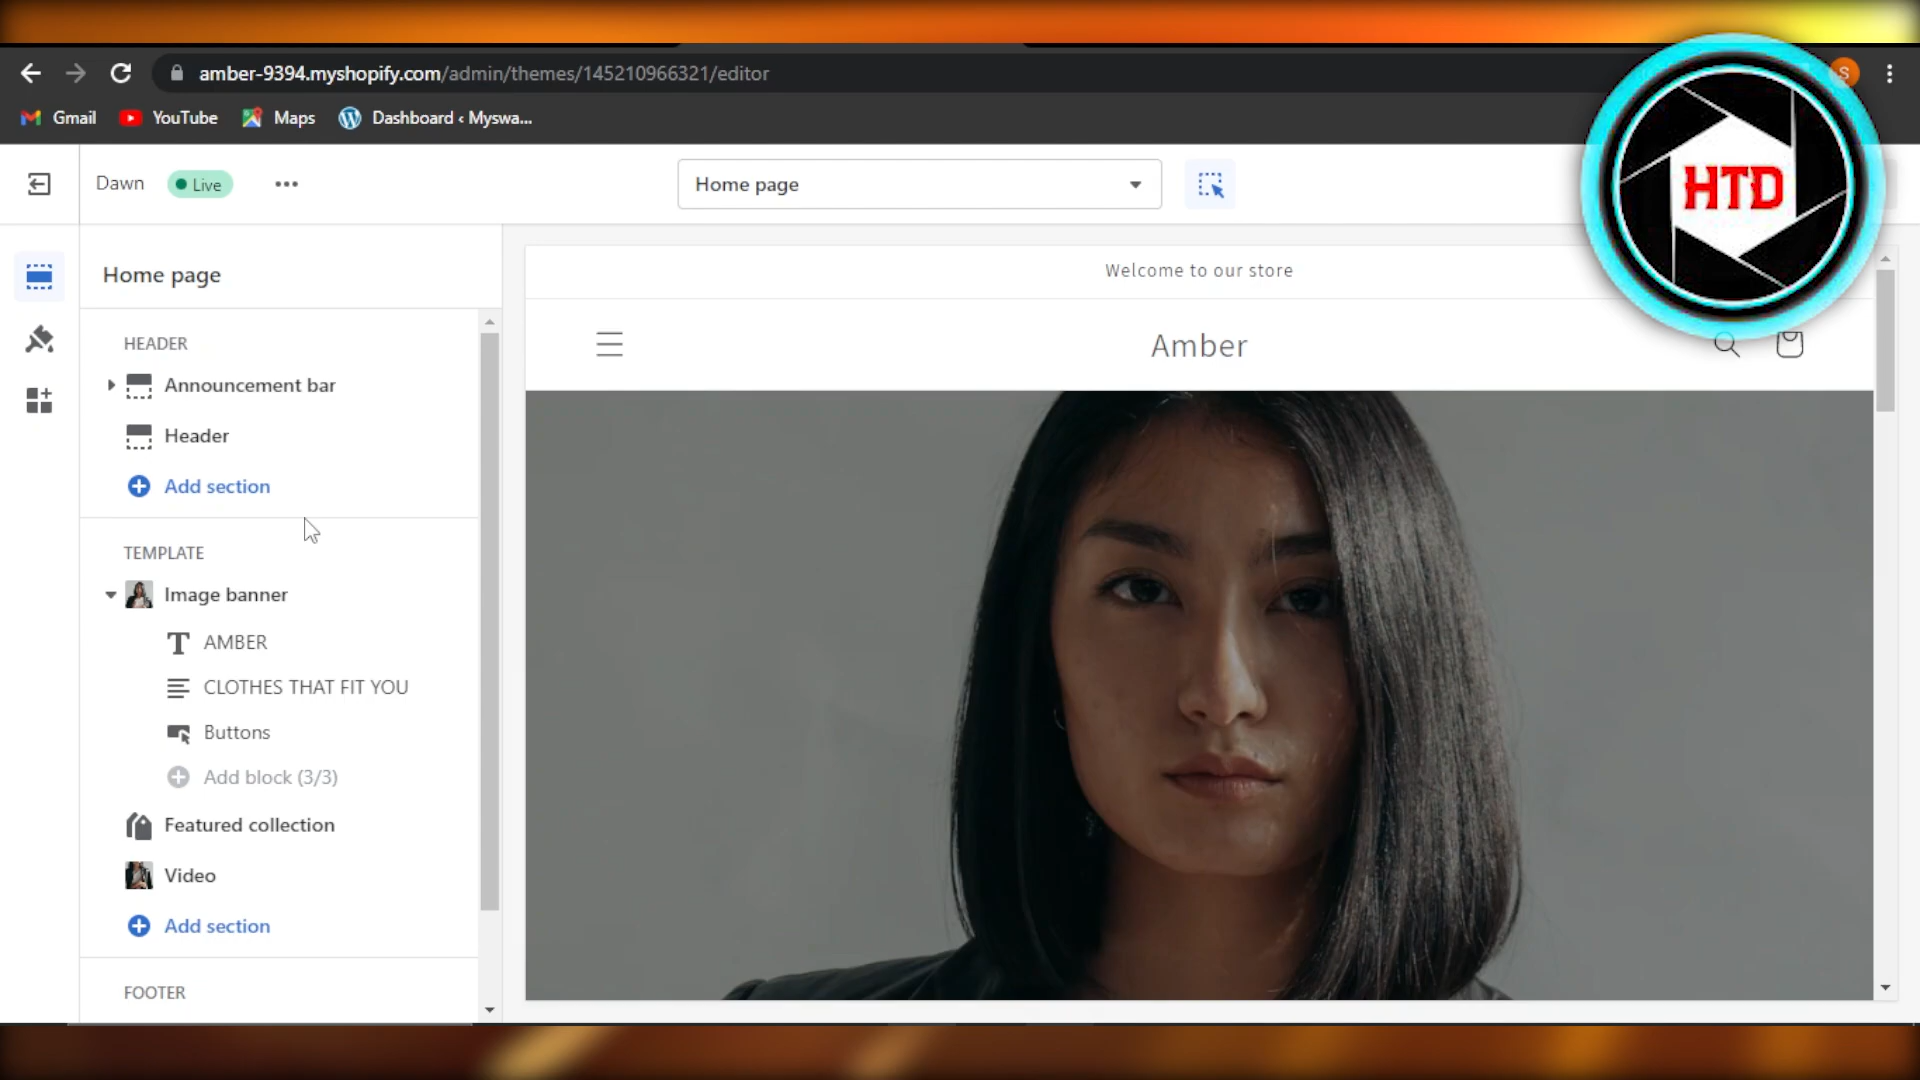 amber-9394.myshopify.com/admin/themes/145210966321/editor
S
Gmail
YouTube
Maps
Dashboard ‹ Myswa...
HTD
Dawn
Live
Home page
Home page
HEADER
Announcement bar
Header
Add section
TEMPLATE
Image banner
AMBER
CLOTHES THAT FIT YOU
Buttons
Add block (3/3)
Featured collection
Video
Add section
FOOTER
Welcome to our store
Amber